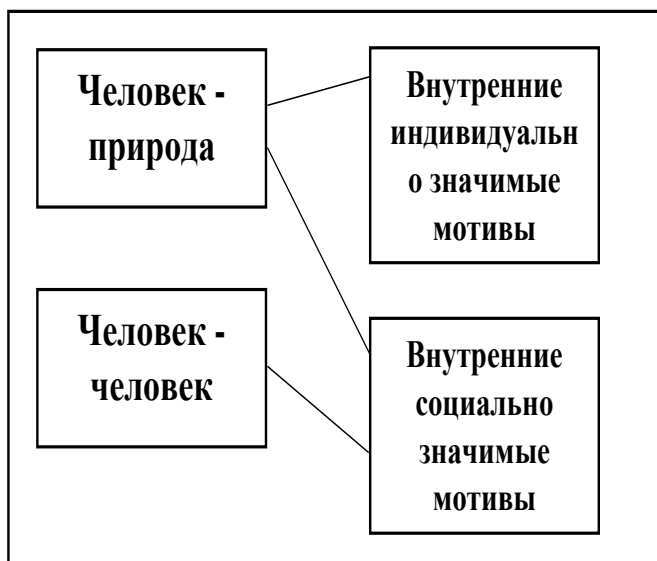 Человек -
природа
Внутренние
индивидуальн
о значимые
мотивы
Человек -
человек
Внутренние
социально
значимые
мотивы